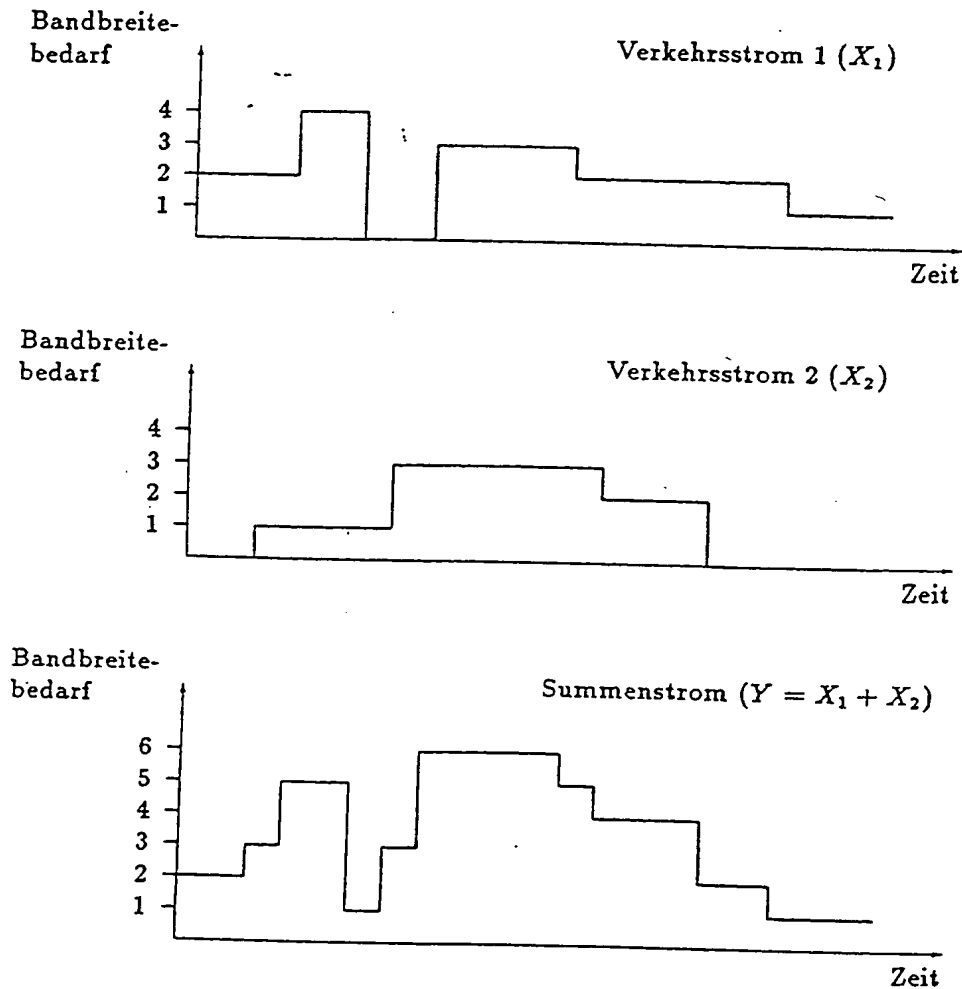 Bandbreite-
bedarf
Verkehrsstrom 1 (X₁)
4
3
2
1
Zeit
Bandbreite-
bedarf
Verkehrsstrom 2 (X₂)
4
3
2
1
Zeit
Bandbreite-
bedarf
Summenstrom (Y = X₁ + X₂)
6
5
4
3
2
1
Zeit